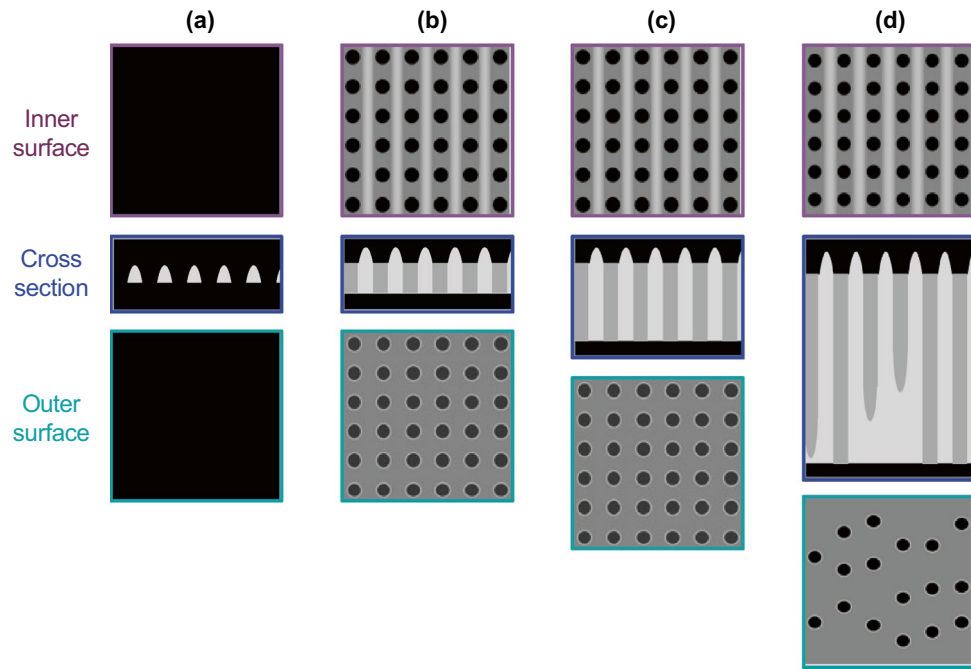 (a) (b) (c) (d)
Inner
surface
Cross
section
Outer
surface